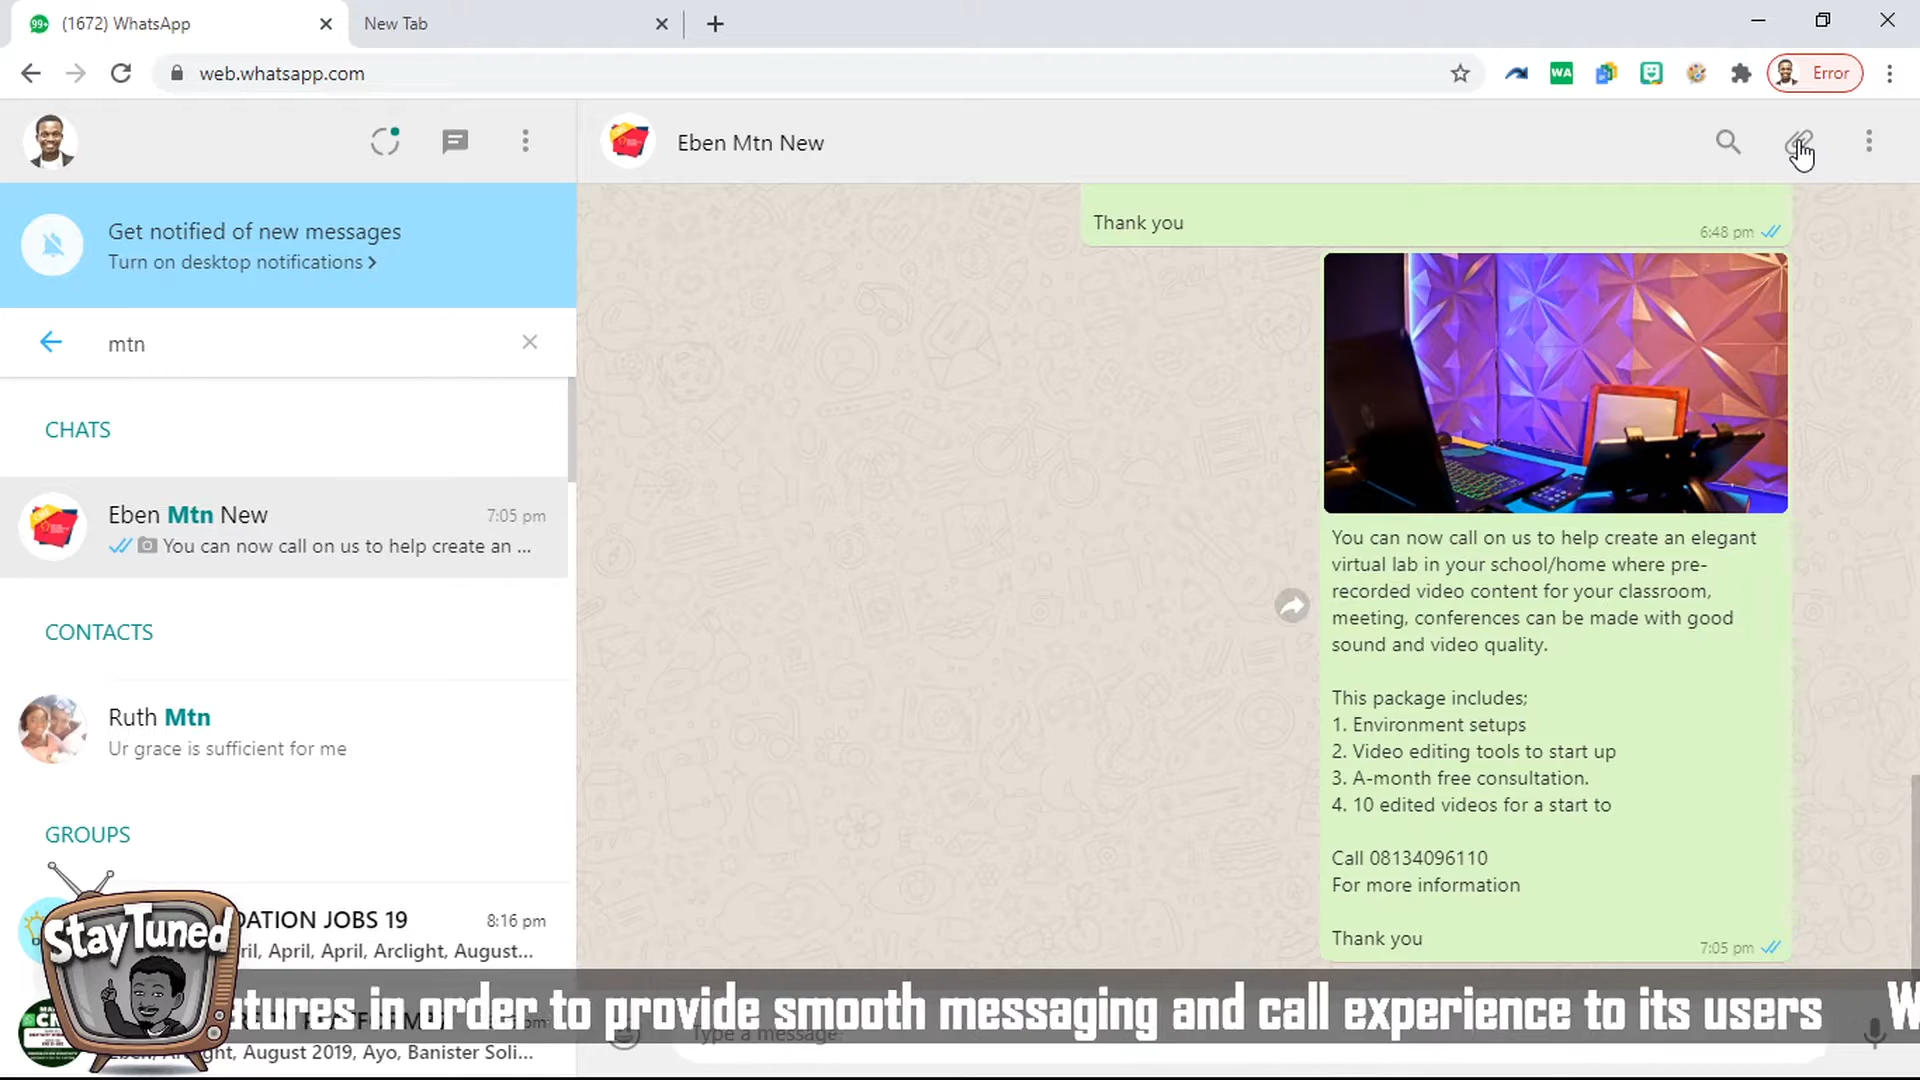 99+ (1672) WhatsApp
New Tab
web.whatsapp.com
WA
Error
Eben Mtn New
Get notified of new messages
Turn on desktop notifications >
mtn
CHATS
Eben Mtn New
7:05 pm
You can now call on us to help create an ...
CONTACTS
Ruth Mtn
Ur grace is sufficient for me
GROUPS
DATION JOBS 19
8:16 pm
ril, April, April, Arclight, August...
ght, August 2019, Ayo, Banister Soli...
Thank you
6:48 pm
You can now call on us to help create an elegant
virtual lab in your school/home where pre-
recorded video content for your classroom,
meeting, conferences can be made with good
sound and video quality.
This package includes;
1. Environment setups
2. Video editing tools to start up
3. A-month free consultation.
4. 10 edited videos for a start to
Call 08134096110
For more information
Thank you
7:05 pm
Type a message
Stay Tuned
atures in order to provide smooth messaging and call experience to its users W